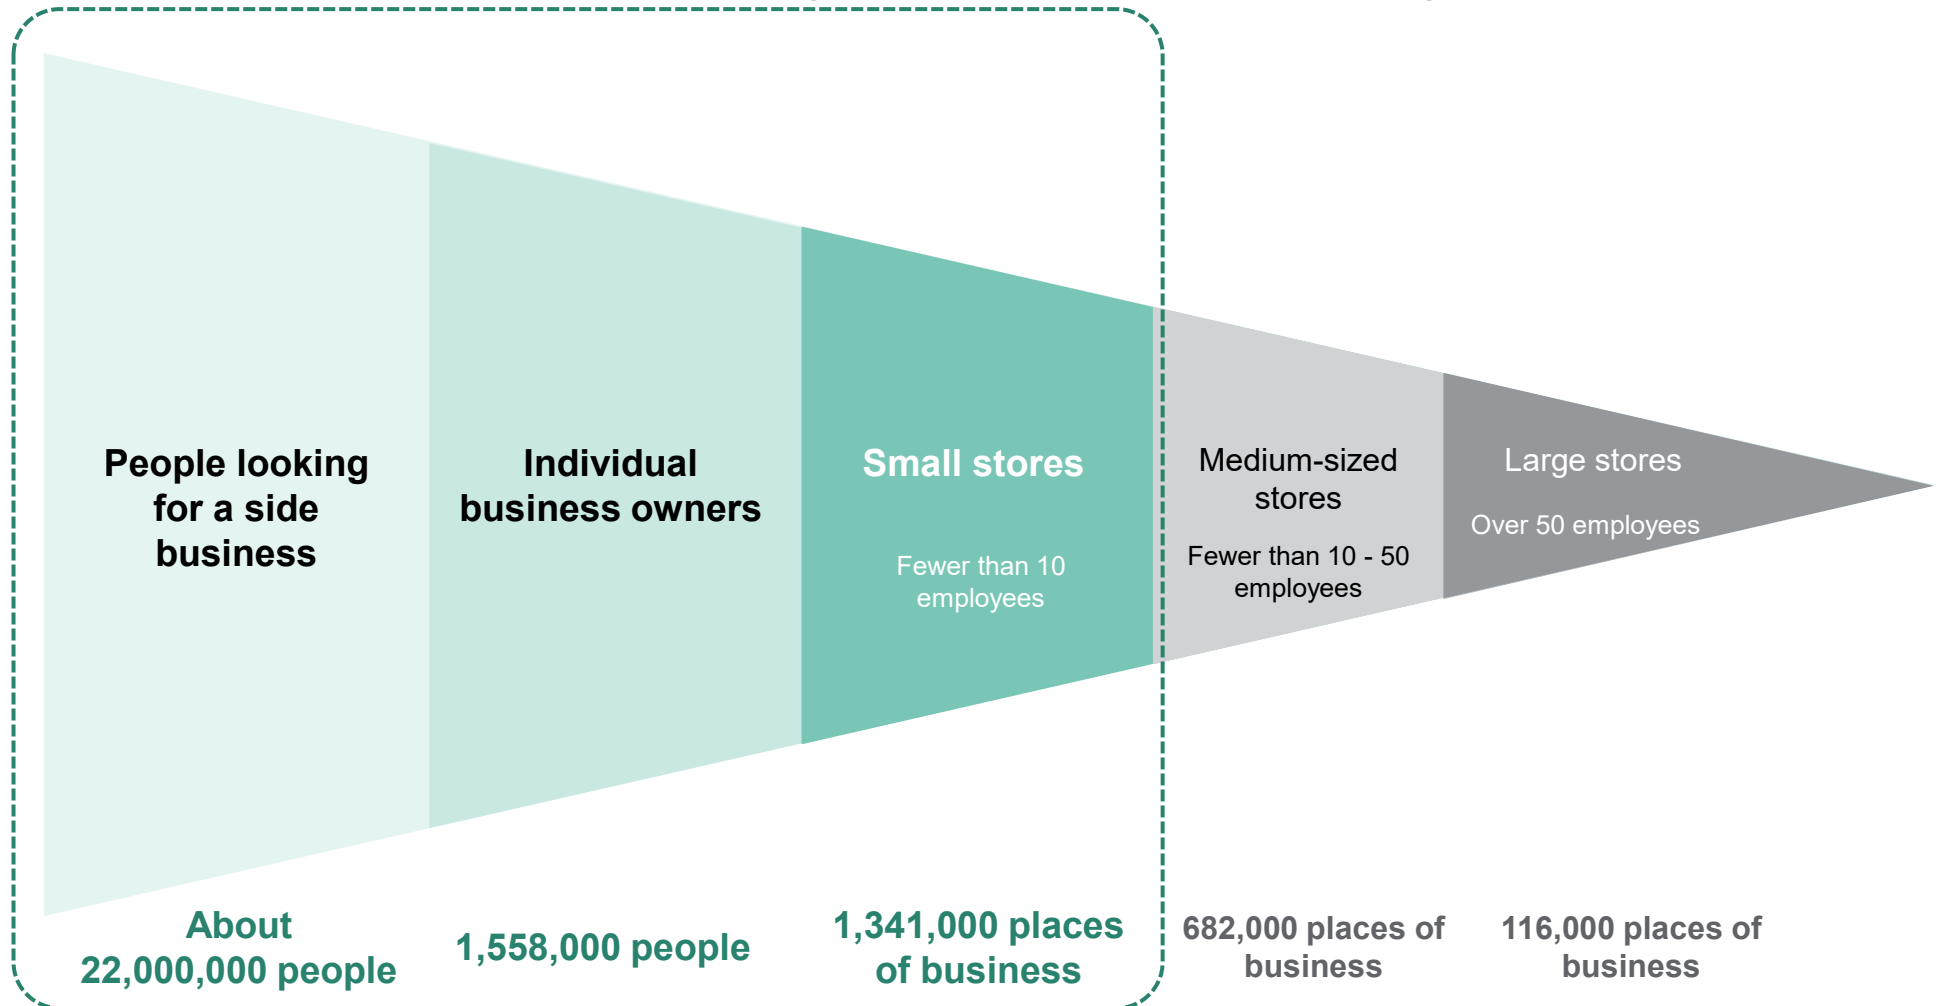 People looking
for a side
business
Individual
business owners
Small stores
Fewer than 10
employees
Medium-sized
stores
Fewer than 10 - 50
employees
Large stores
Over 50 employees
About
22,000,000 people
1,558,000 people
1,341,000 places
of business
682,000 places of
business
116,000 places of
business